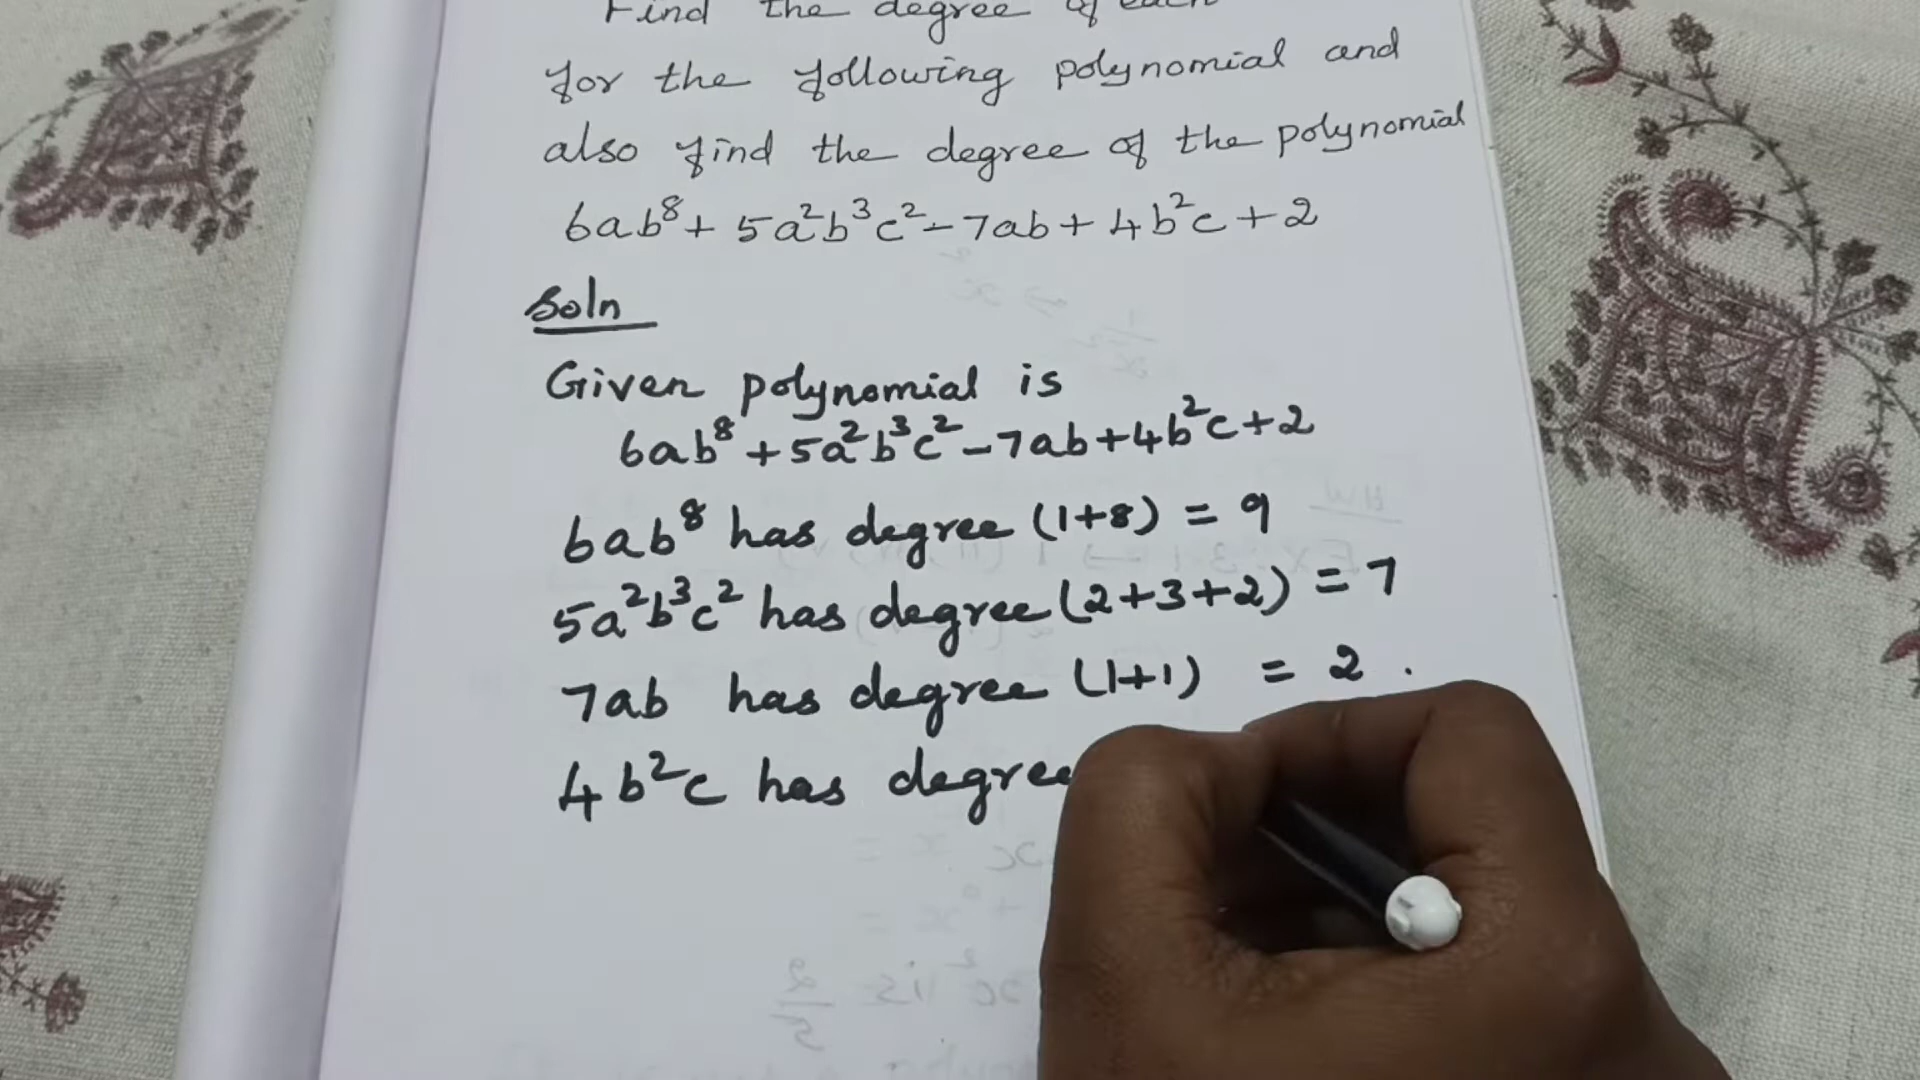 Find the degree of each
for the following polynomial and
also find the degree of the polynomial
6ab⁸ + 5a²b³c² - 7ab + 4b²c + 2
Soln
Given polynomial is
6ab⁸ + 5a²b³c² - 7ab + 4b²c + 2
6ab⁸ has degree (1+8) = 9
5a²b³c² has degree (2+3+2) = 7
7ab has degree (1+1) = 2 .
4b²c has degree